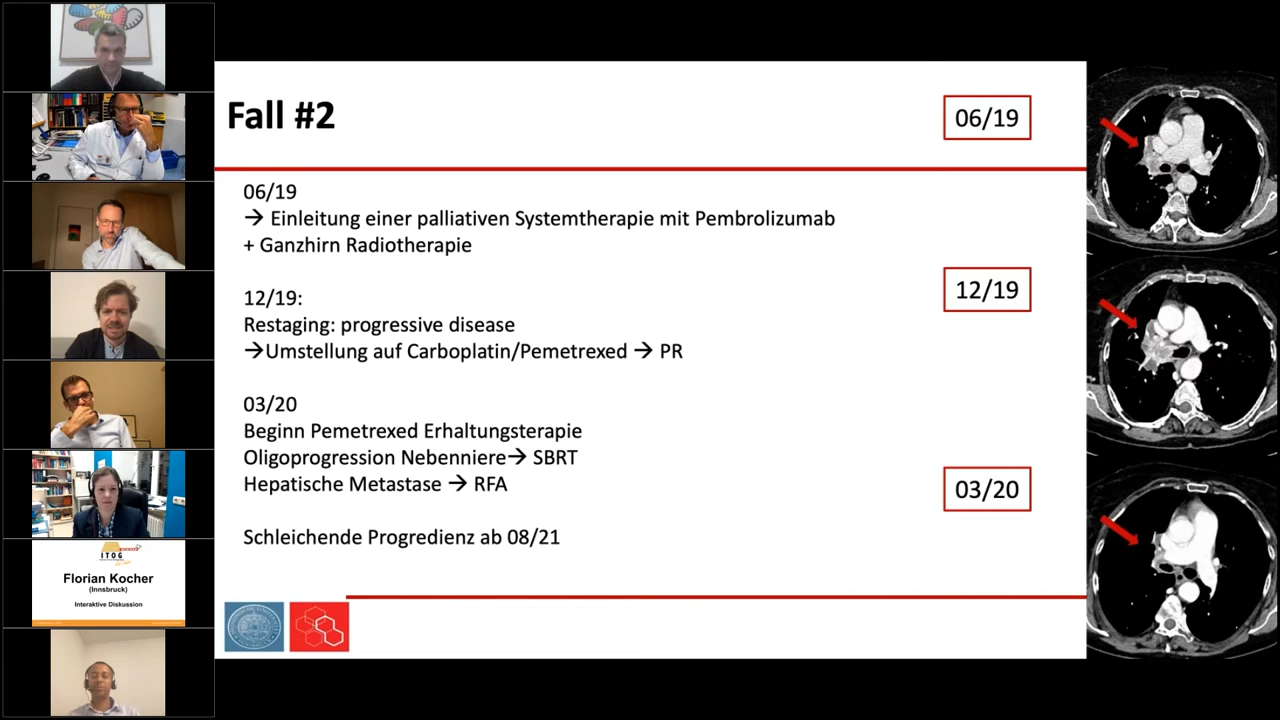 Fall #2
06/19
06/19
→ Einleitung einer palliativen Systemtherapie mit Pembrolizumab
+ Ganzhirn Radiotherapie
12/19:
12/19
Restaging: progressive disease
→Umstellung auf Carboplatin/Pemetrexed → PR
03/20
Beginn Pemetrexed Erhaltungsterapie
Oligoprogression Nebenniere→ SBRT
Hepatische Metastase → RFA
03/20
Schleichende Progredienz ab 08/21
ITOG
Florian Kocher
(Innsbruck)
Interaktive Diskussion